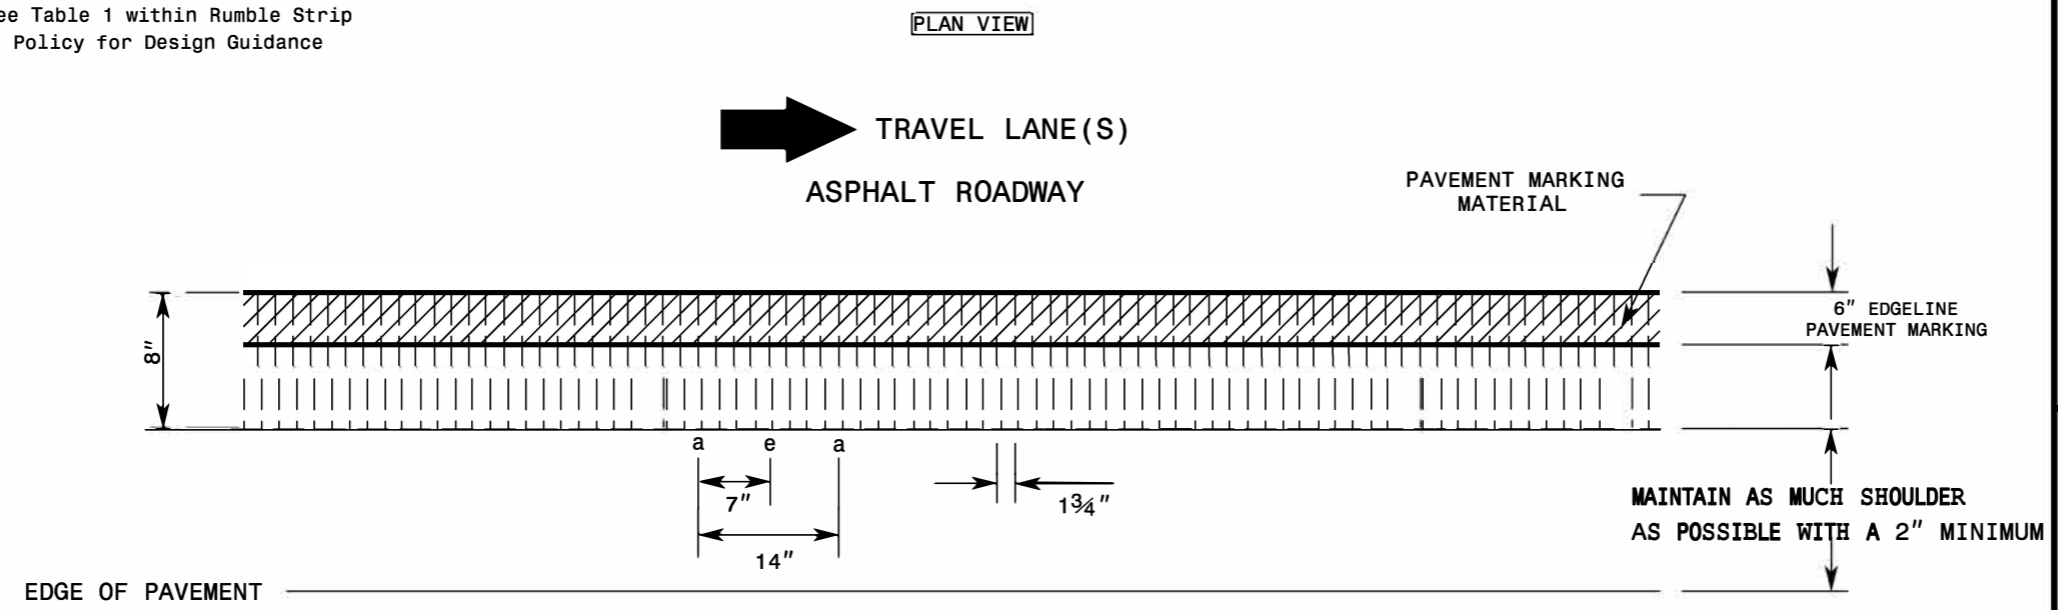 ee Table 1 within Rumble Strip
Policy for Design Guidance
PLAN VIEW
TRAVEL LANE(S)
ASPHALT ROADWAY
PAVEMENT MARKING
MATERIAL
8"
6" EDGELINE
PAVEMENT MARKING
a e a
7"
1¾"
14"
MAINTAIN AS MUCH SHOULDER
AS POSSIBLE WITH A 2" MINIMUM
EDGE OF PAVEMENT